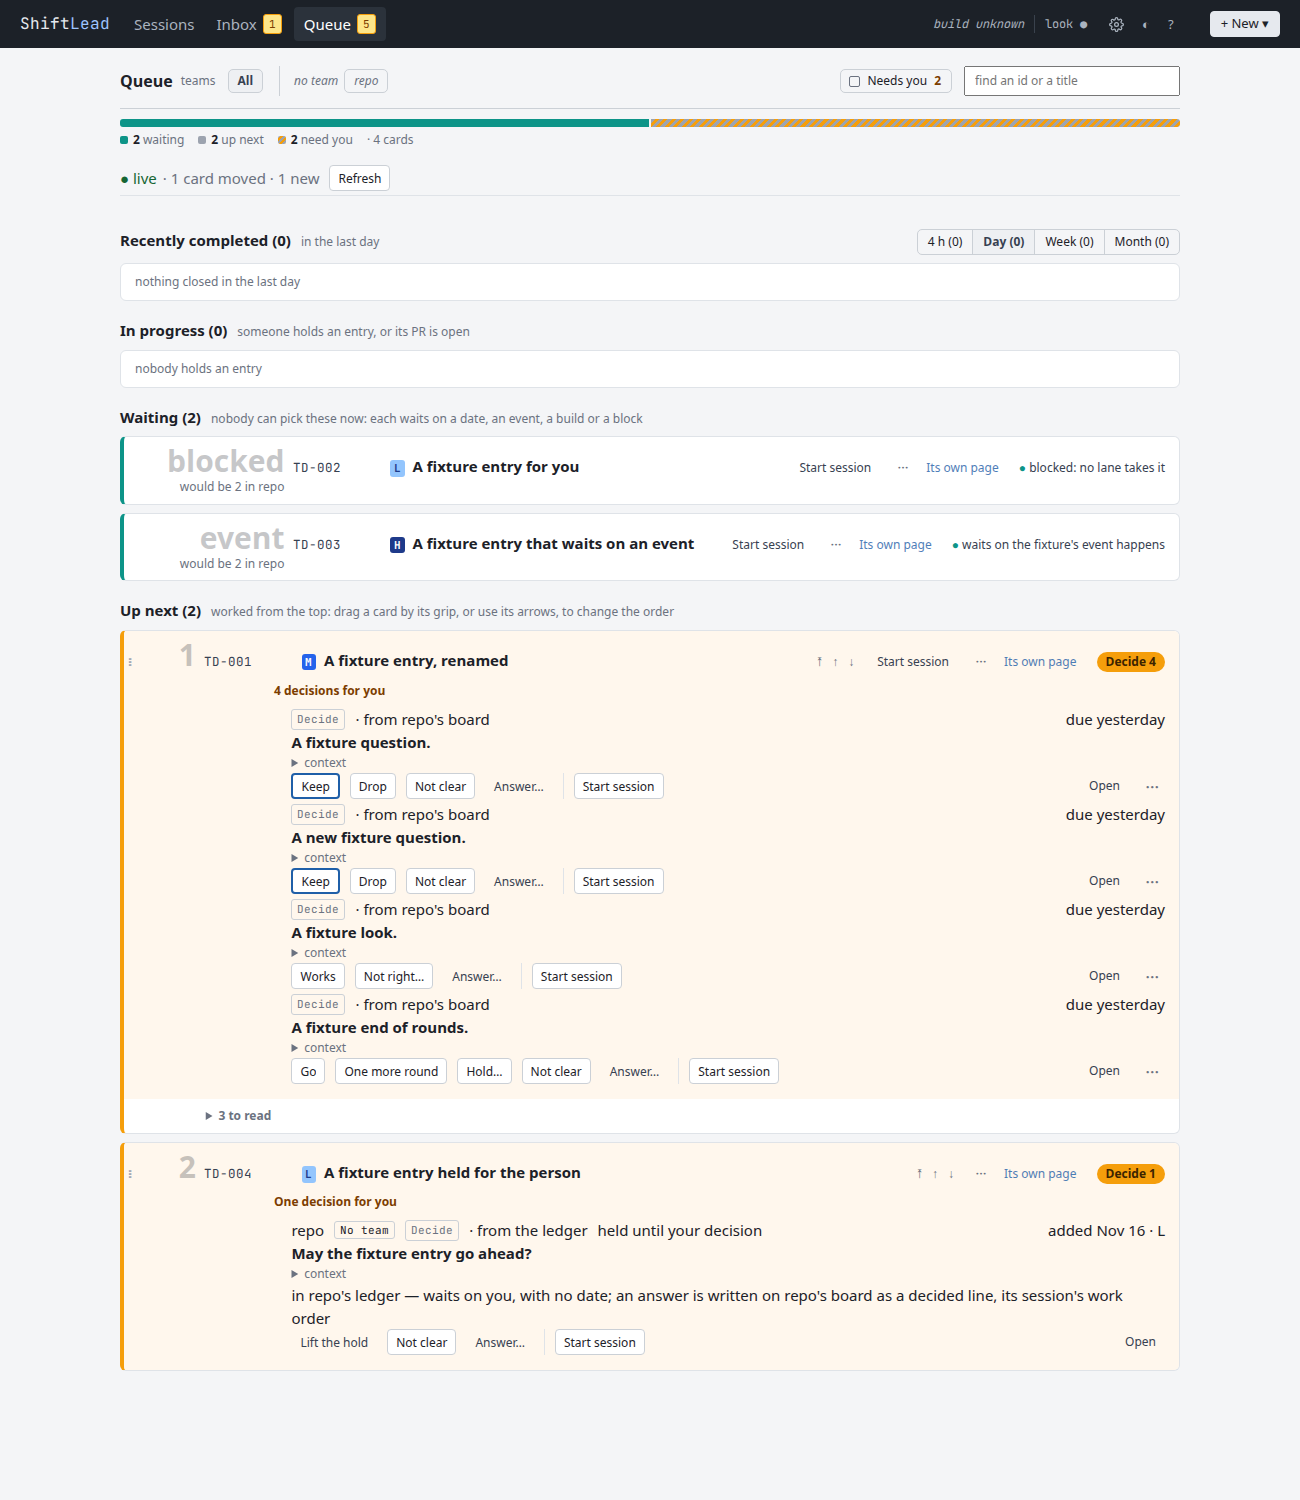 ShiftLead Sessions Inbox 1 Queue 5 build unknown look ● ? + New ▾
Queue teams All no team repo Needs you 2 find an id or a title
2 waiting 2 up next 2 need you · 4 cards
● live · 1 card moved · 1 new Refresh
Recently completed (0) in the last day 4 h (0) Day (0) Week (0) Month (0)
nothing closed in the last day
In progress (0) someone holds an entry, or its PR is open
nobody holds an entry
Waiting (2) nobody can pick these now: each waits on a date, an event, a build or a block
blocked TD-002 L A fixture entry for you Start session ··· Its own page ● blocked: no lane takes it
would be 2 in repo
event TD-003 H A fixture entry that waits on an event Start session ··· Its own page ● waits on the fixture's event happens
would be 2 in repo
Up next (2) worked from the top: drag a card by its grip, or use its arrows, to change the order
1 TD-001 M A fixture entry, renamed ⤒ ↑ ↓ Start session ··· Its own page Decide 4
4 decisions for you
Decide · from repo's board due yesterday
A fixture question.
▶ context
Keep Drop Not clear Answer... Start session Open ···
Decide · from repo's board due yesterday
A new fixture question.
▶ context
Keep Drop Not clear Answer... Start session Open ···
Decide · from repo's board due yesterday
A fixture look.
▶ context
Works Not right... Answer... Start session Open ···
Decide · from repo's board due yesterday
A fixture end of rounds.
▶ context
Go One more round Hold... Not clear Answer... Start session Open ···
▶ 3 to read
2 TD-004 L A fixture entry held for the person ⤒ ↑ ↓ ··· Its own page Decide 1
One decision for you
repo No team Decide · from the ledger held until your decision added Nov 16 · L
May the fixture entry go ahead?
▶ context
in repo's ledger — waits on you, with no date; an answer is written on repo's board as a decided line, its session's work
order
Lift the hold Not clear Answer... Start session Open